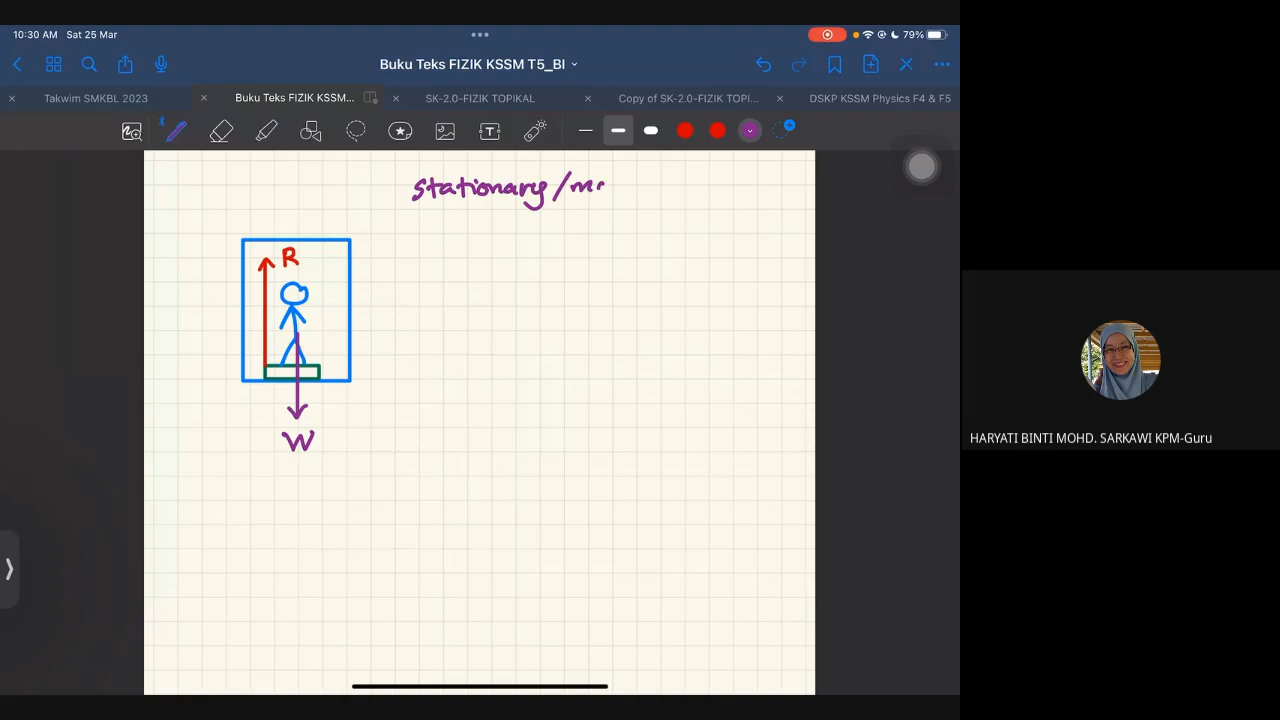 10:30 AM Sat 25 Mar
79%
Buku Teks FIZIK KSSM T5_BI
Takwim SMKBL 2023
Buku Teks FIZIK KSSM...
SK-2.0-FIZIK TOPIKAL
Copy of SK-2.0-FIZIK TOPI...
DSKP KSSM Physics F4 & F5
stationary/m
R
W
HARYATI BINTI MOHD. SARKAWI KPM-Guru